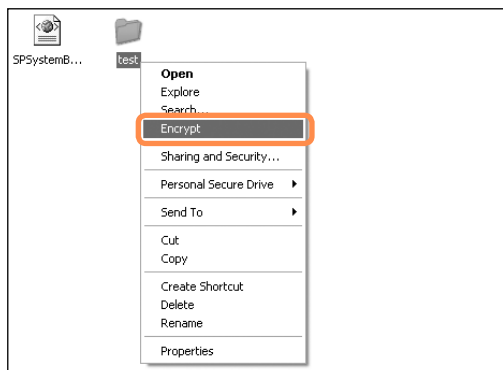 SPSystemB...
test
Open
Explore
Search...
Encrypt
Sharing and Security...
Personal Secure Drive
Send To
Cut
Copy
Create Shortcut
Delete
Rename
Properties